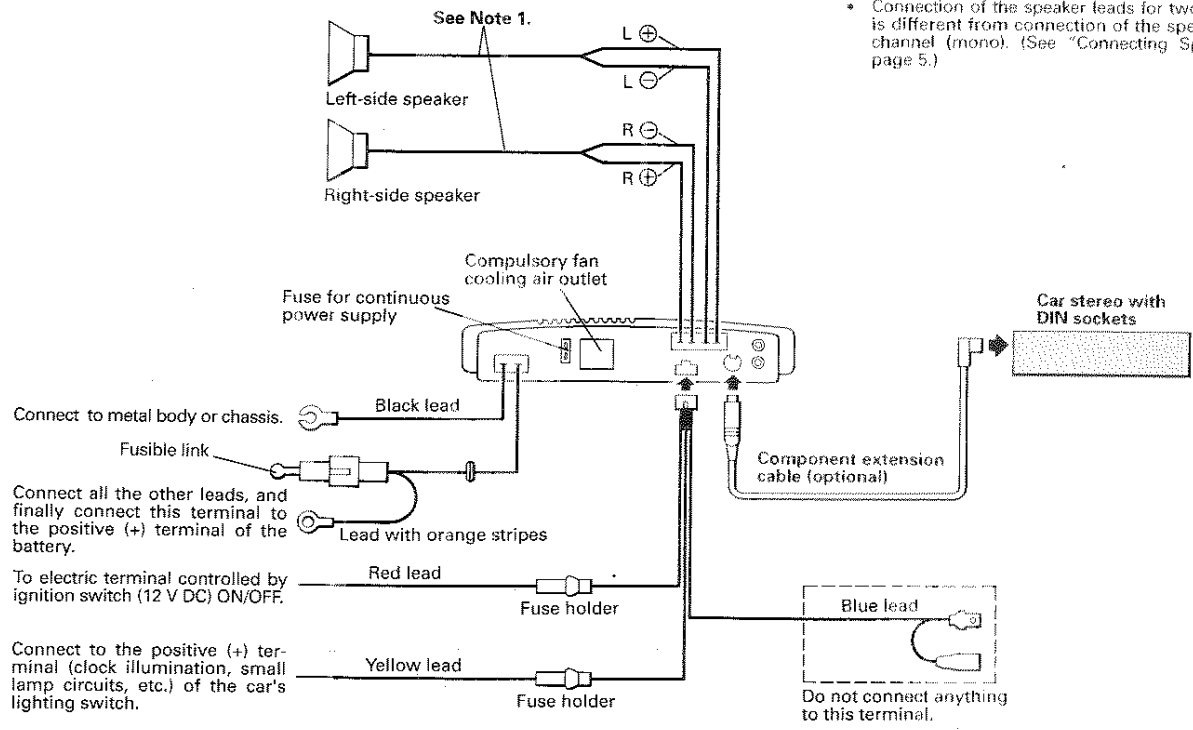 See Note 1.
L ⊕
L ⊖
Left-side speaker
R ⊖
R ⊕
Right-side speaker
• Connection of the speaker leads for two
is different from connection of the spe
channel (mono). (See "Connecting Sp
page 5.)
Compulsory fan
cooling air outlet
Fuse for continuous
power supply
Car stereo with
DIN sockets
Connect to metal body or chassis.
Black lead
Fusible link
Component extension
cable (optional)
Connect all the other leads, and
finally connect this terminal to
the positive (+) terminal of the
battery.
Lead with orange stripes
To electric terminal controlled by
ignition switch (12 V DC) ON/OFF.
Red lead
Fuse holder
Blue lead
Connect to the positive (+) ter-
minal (clock illumination, small
lamp circuits, etc.) of the car's
lighting switch.
Yellow lead
Fuse holder
Do not connect anything
to this terminal.